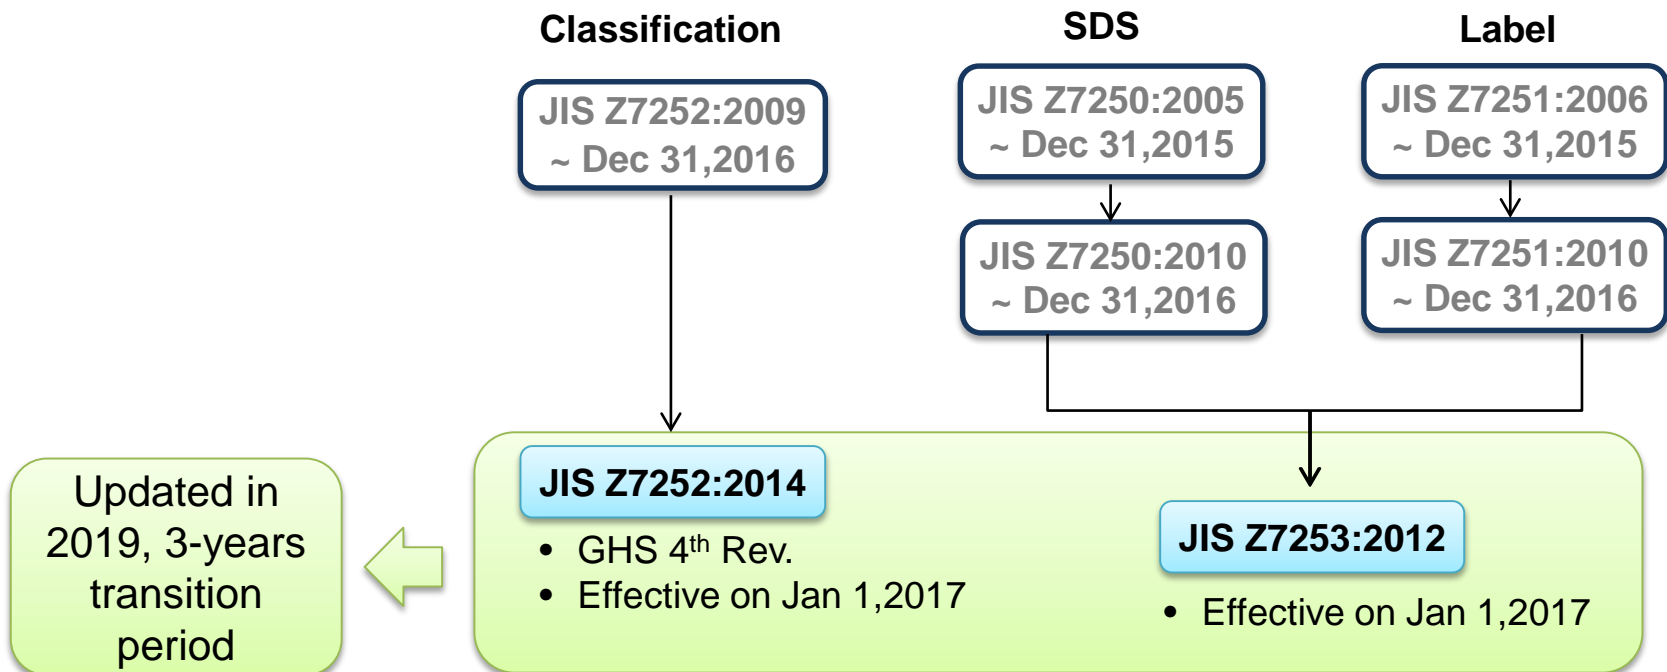 Classification
SDS
Label
JIS Z7252:2009
~ Dec 31,2016
JIS Z7250:2005
~ Dec 31,2015
JIS Z7251:2006
~ Dec 31,2015
JIS Z7250:2010
~ Dec 31,2016
JIS Z7251:2010
~ Dec 31,2016
Updated in
2019, 3-years
transition
period
JIS Z7252:2014
• GHS 4th Rev.
• Effective on Jan 1,2017
JIS Z7253:2012
• Effective on Jan 1,2017